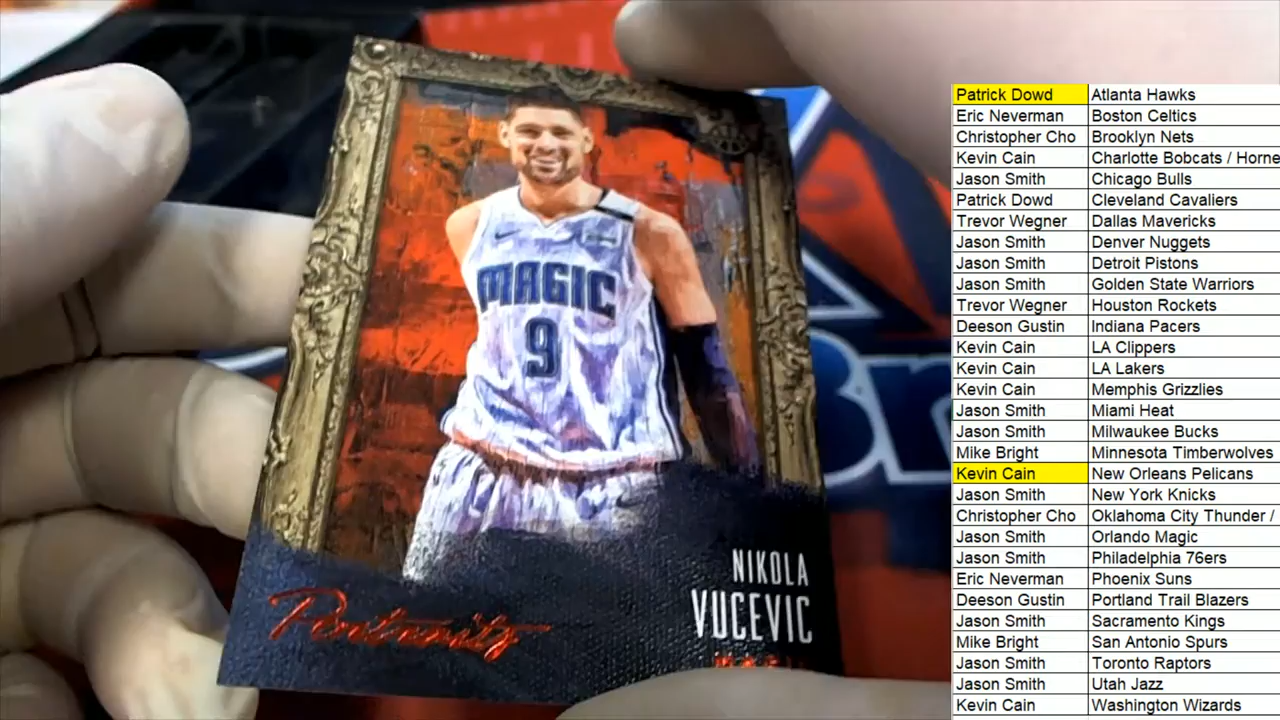 MAGIC
9
NIKOLA
VUCEVIC
Portraits
Patrick Dowd Atlanta Hawks
Eric Neverman Boston Celtics
Christopher Cho Brooklyn Nets
Kevin Cain Charlotte Bobcats / Horne
Jason Smith Chicago Bulls
Patrick Dowd Cleveland Cavaliers
Trevor Wegner Dallas Mavericks
Jason Smith Denver Nuggets
Jason Smith Detroit Pistons
Jason Smith Golden State Warriors
Trevor Wegner Houston Rockets
Deeson Gustin Indiana Pacers
Kevin Cain LA Clippers
Kevin Cain LA Lakers
Kevin Cain Memphis Grizzlies
Jason Smith Miami Heat
Jason Smith Milwaukee Bucks
Mike Bright Minnesota Timberwolves
Kevin Cain New Orleans Pelicans
Jason Smith New York Knicks
Christopher Cho Oklahoma City Thunder /
Jason Smith Orlando Magic
Jason Smith Philadelphia 76ers
Eric Neverman Phoenix Suns
Deeson Gustin Portland Trail Blazers
Jason Smith Sacramento Kings
Mike Bright San Antonio Spurs
Jason Smith Toronto Raptors
Jason Smith Utah Jazz
Kevin Cain Washington Wizards